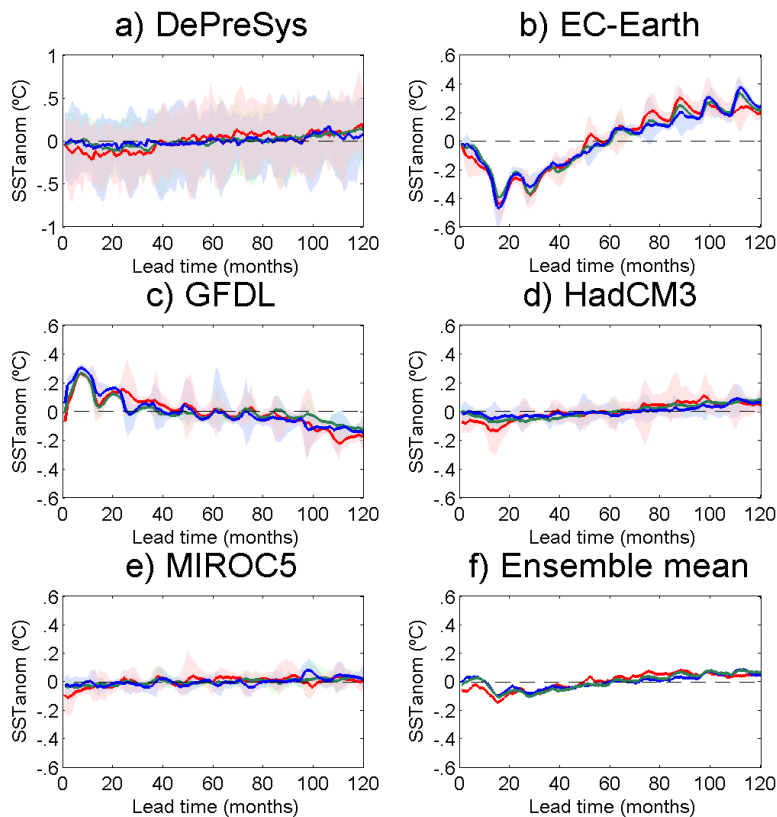 a) DePreSys
b) EC-Earth
SSTanom (ºC)
1
.5
0
-.5
-1
0 20 40 60 80 100 120
Lead time (months)
SSTanom (ºC)
.6
.4
.2
0
-.2
-.4
-.6
0 20 40 60 80 100 120
Lead time (months)
c) GFDL
d) HadCM3
SSTanom (ºC)
.6
.4
.2
0
-.2
-.4
-.6
0 20 40 60 80 100 120
Lead time (months)
SSTanom (ºC)
.6
.4
.2
0
-.2
-.4
-.6
0 20 40 60 80 100 120
Lead time (months)
e) MIROC5
f) Ensemble mean
SSTanom (ºC)
.6
.4
.2
0
-.2
-.4
-.6
0 20 40 60 80 100 120
Lead time (months)
SSTanom (ºC)
.6
.4
.2
0
-.2
-.4
-.6
0 20 40 60 80 100 120
Lead time (months)